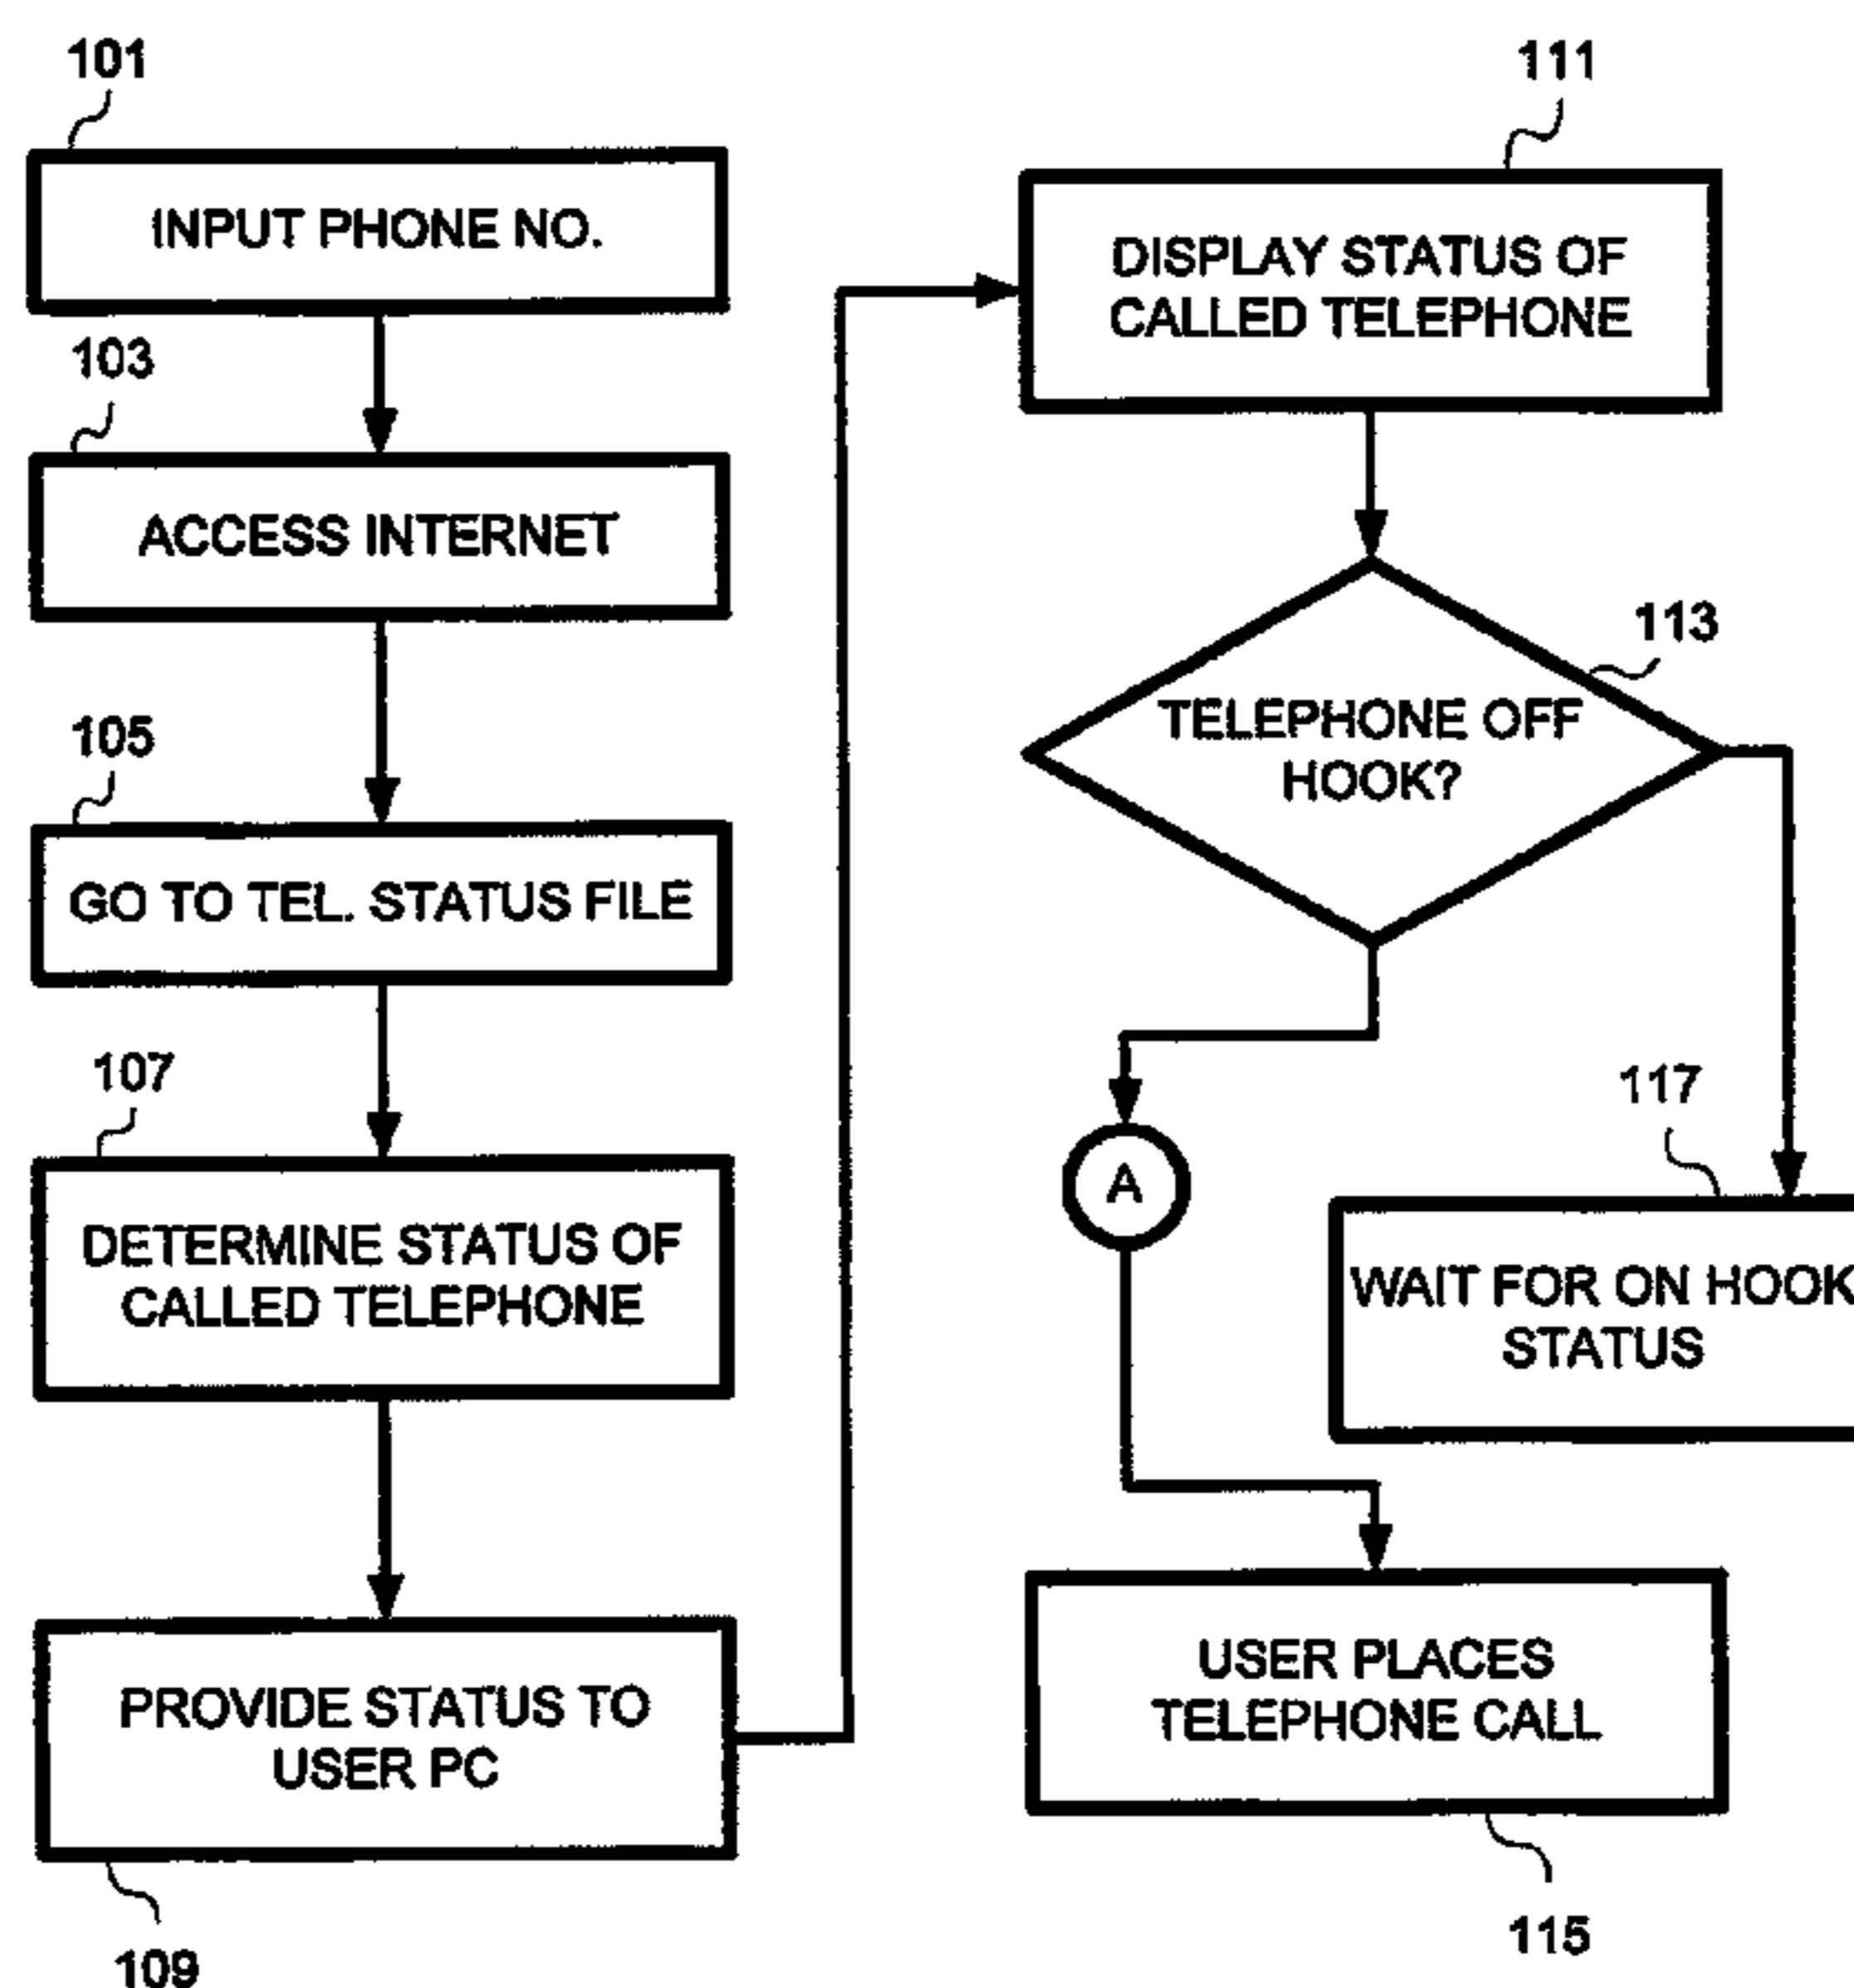 101
INPUT PHONE NO.
103
ACCESS INTERNET
105
GO TO TEL. STATUS FILE
107
DETERMINE STATUS OF
CALLED TELEPHONE
PROVIDE STATUS TO
USER PC
109
111
DISPLAY STATUS OF
CALLED TELEPHONE
113
TELEPHONE OFF
HOOK?
A
117
WAIT FOR ON HOOK
STATUS
USER PLACES
TELEPHONE CALL
115